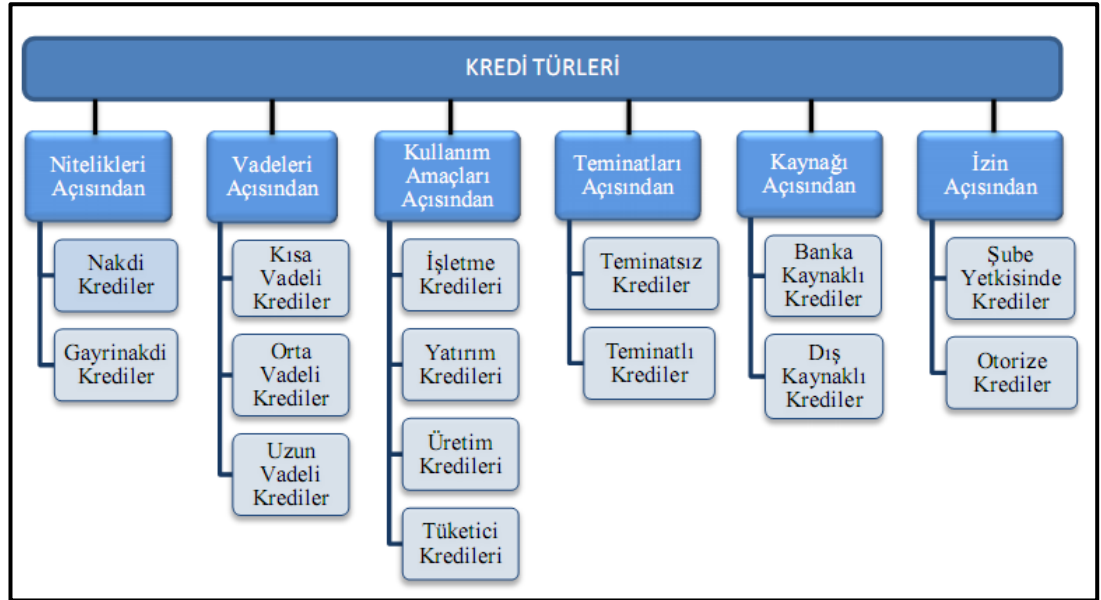 KREDİ TÜRLERİ
Nitelikleri
Açısından
Nakdi
Krediler
Gayrinakdi
Krediler
Vadeleri
Açısından
Kısa
Vadeli
Krediler
Orta
Vadeli
Krediler
Uzun
Vadeli
Krediler
Kullanım
Amaçları
Açısından
İşletme
Kredileri
Yatırım
Kredileri
Üretim
Kredileri
Tüketici
Kredileri
Teminatları
Açısından
Teminatsız
Krediler
Teminatlı
Krediler
Kaynağı
Açısından
Banka
Kaynaklı
Krediler
Dış
Kaynaklı
Krediler
İzin
Açısından
Şube
Yetkisinde
Krediler
Otorize
Krediler